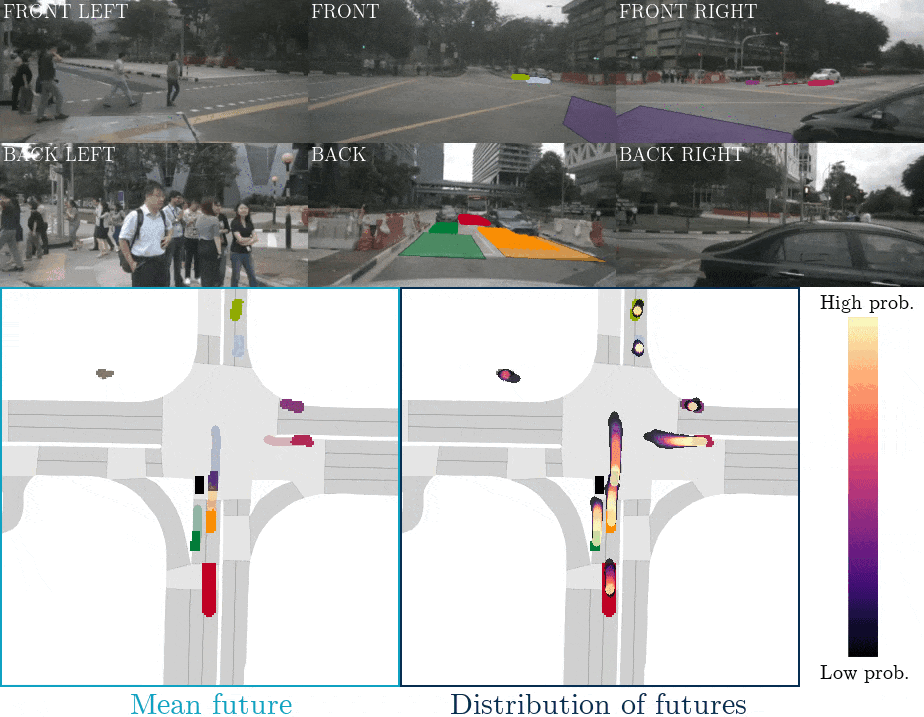 FRONT LEFT
FRONT
FRONT RIGHT
BACK LEFT
BACK
BACK RIGHT
High prob.
Low prob.
Mean future
Distribution of futures